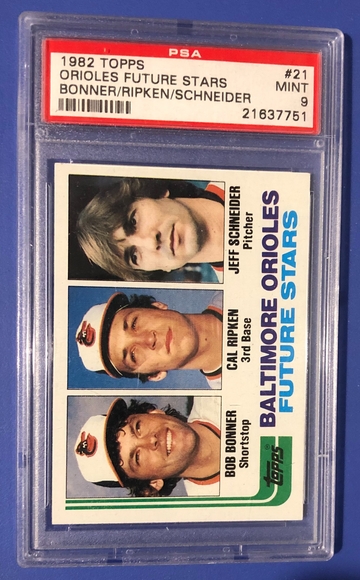 PSA
1982 TOPPS #21
ORIOLES FUTURE STARS MINT
BONNER/RIPKEN/SCHNEIDER 9
21637751
BOB BONNER
Shortstop
CAL RIPKEN
3rd Base
JEFF SCHNEIDER
Pitcher
topps
BALTIMORE ORIOLES
FUTURE STARS